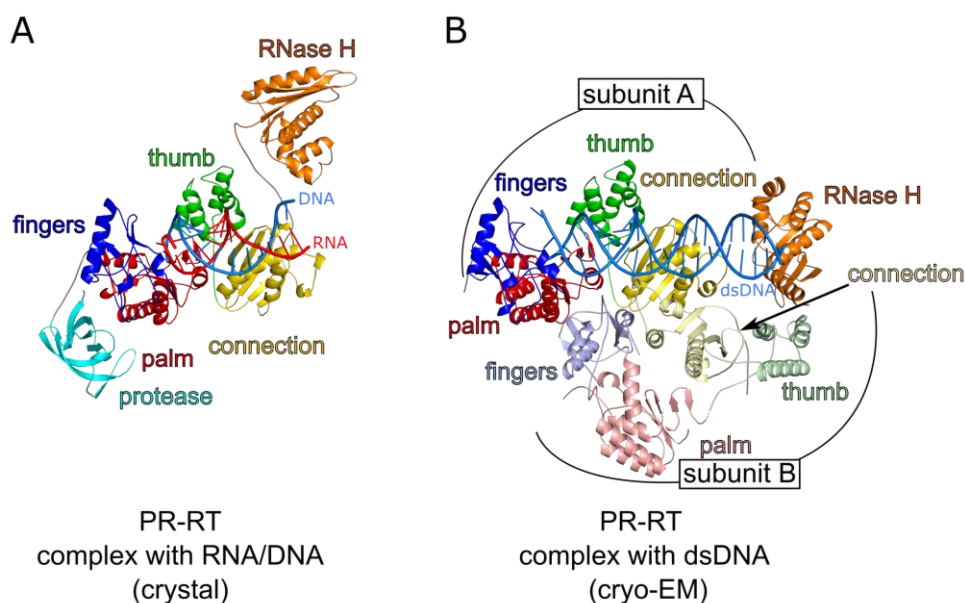 A
RNase H
thumb
DNA
fingers
RNA
palm
connection
protease
PR-RT
complex with RNA/DNA
(crystal)
B
subunit A
thumb
fingers
connection
RNase H
connection
dsDNA
palm
fingers
thumb
palm
subunit B
PR-RT
complex with dsDNA
(cryo-EM)